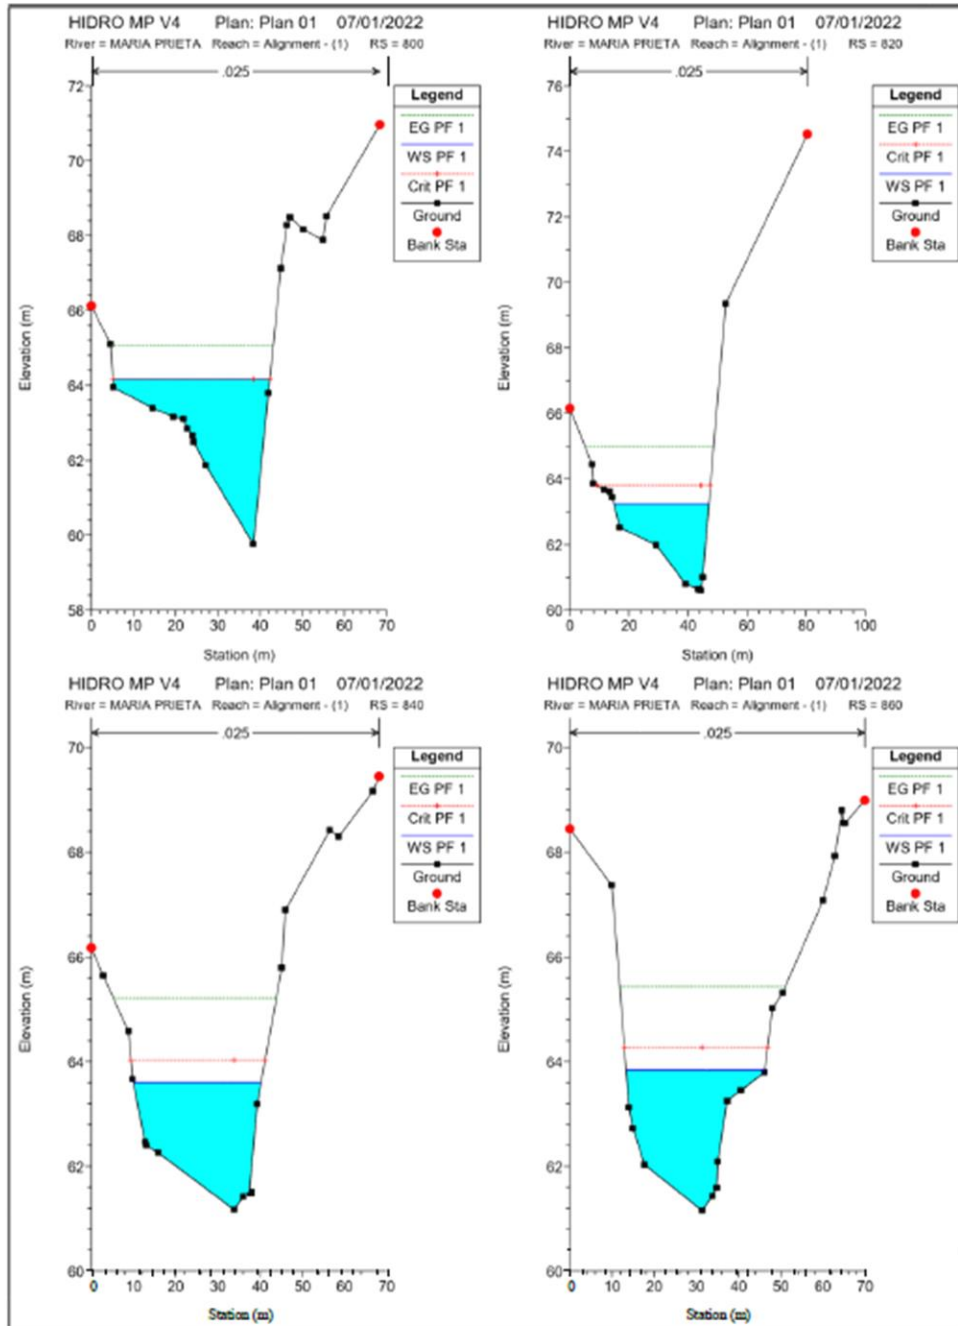 HIDRO MP V4 Plan: Plan 01 07/01/2022
River = MARIA PRIETA Reach = Alignment - (1) RS = 800
.025
Legend
EG PF 1
WS PF 1
Crit PF 1
Ground
Bank Sta
Elevation (m)
72
70
68
66
64
62
60
58
0 10 20 30 40 50 60 70
Station (m)
HIDRO MP V4 Plan: Plan 01 07/01/2022
River = MARIA PRIETA Reach = Alignment - (1) RS = 820
.025
Legend
EG PF 1
Crit PF 1
WS PF 1
Ground
Bank Sta
Elevation (m)
76
74
72
70
68
66
64
62
60
0 20 40 60 80 100
Station (m)
HIDRO MP V4 Plan: Plan 01 07/01/2022
River = MARIA PRIETA Reach = Alignment - (1) RS = 840
.025
Legend
EG PF 1
Crit PF 1
WS PF 1
Ground
Bank Sta
Elevation (m)
70
68
66
64
62
60
0 10 20 30 40 50 60 70
Station (m)
HIDRO MP V4 Plan: Plan 01 07/01/2022
River = MARIA PRIETA Reach = Alignment - (1) RS = 860
.025
Legend
EG PF 1
Crit PF 1
WS PF 1
Ground
Bank Sta
Elevation (m)
70
68
66
64
62
60
0 10 20 30 40 50 60 70
Station (m)